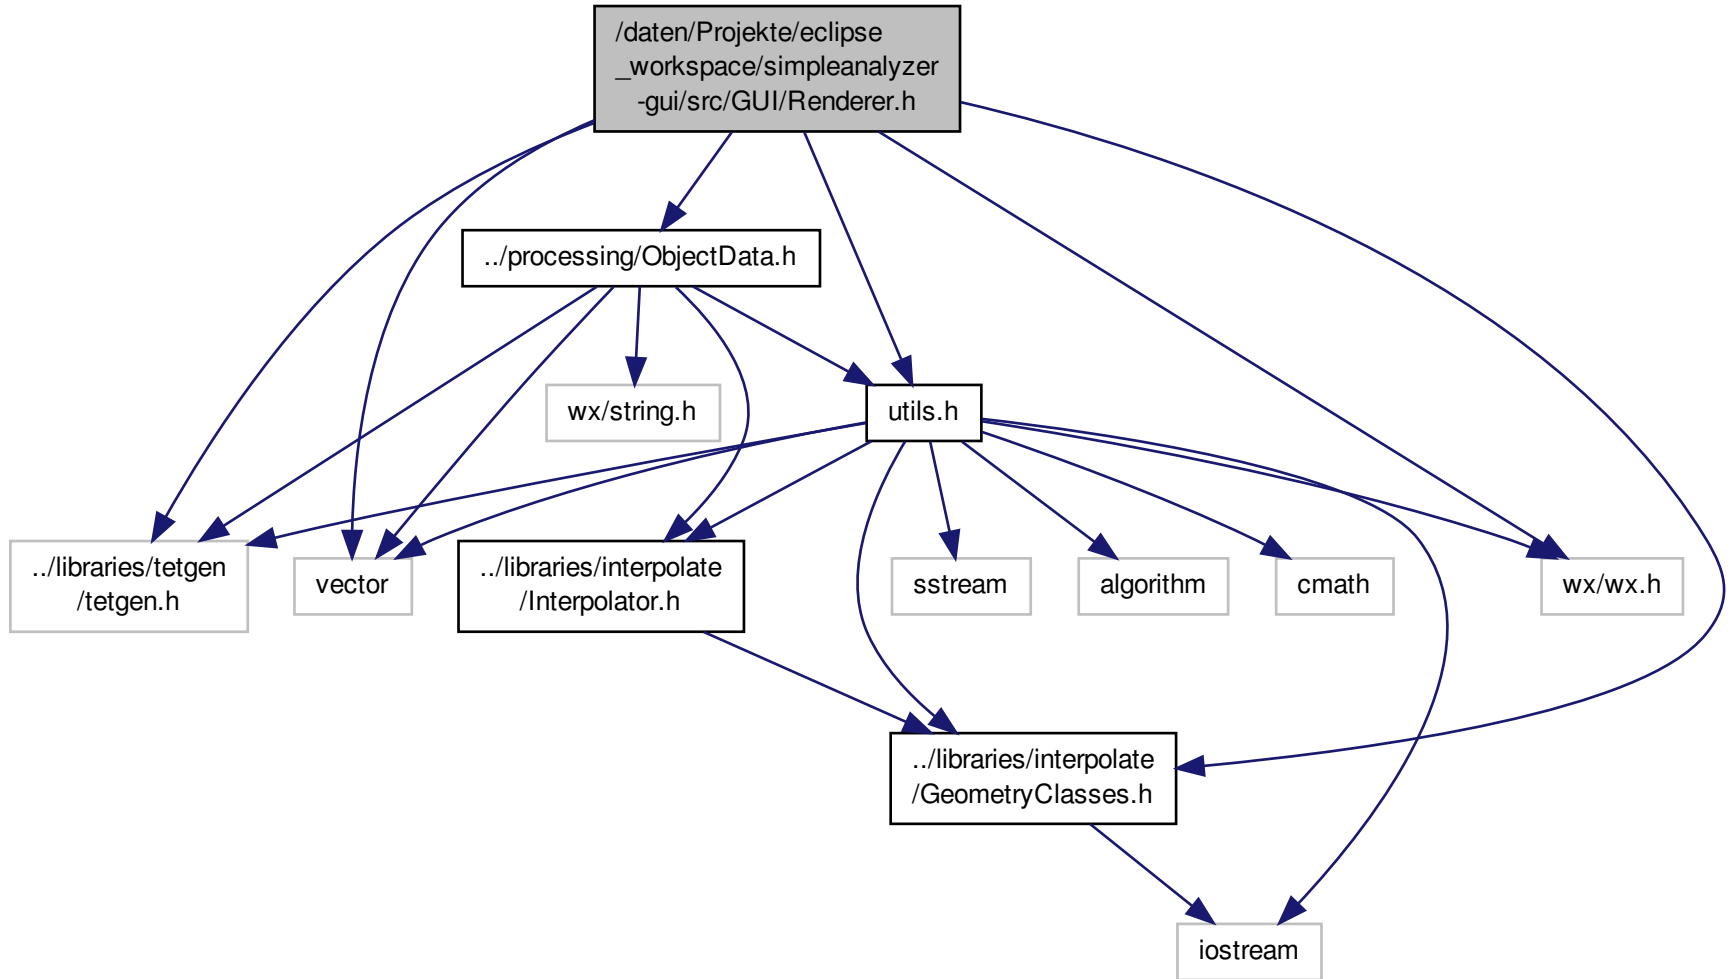 /daten/Projekte/eclipse
_workspace/simpleanalyzer
-gui/src/GUI/Renderer.h
../processing/ObjectData.h
wx/string.h
utils.h
../libraries/tetgen
/tetgen.h
vector
../libraries/interpolate
/Interpolator.h
sstream
algorithm
cmath
wx/wx.h
../libraries/interpolate
/GeometryClasses.h
iostream